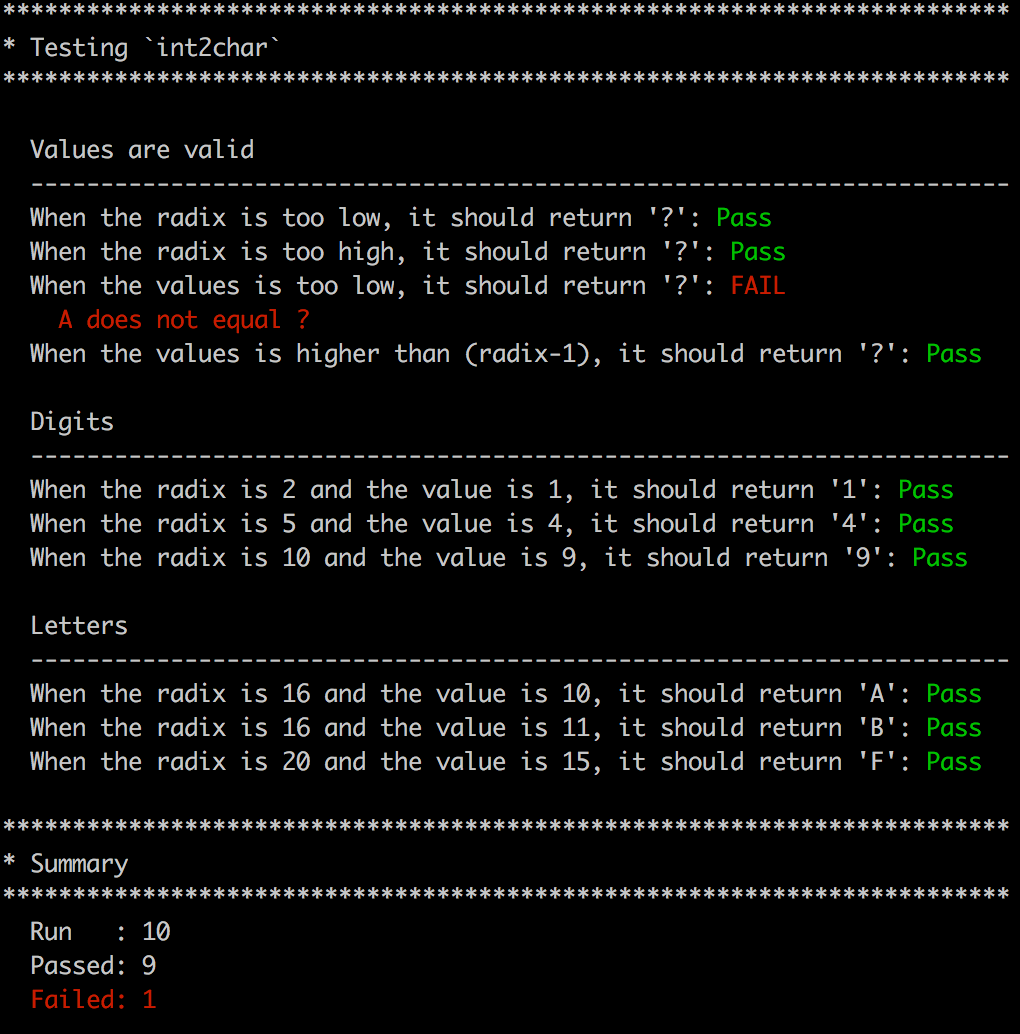 ************************************************************************
* Testing `int2char`
************************************************************************
Values are valid
----------------------------------------------------------------------
When the radix is too low, it should return '?': Pass
When the radix is too high, it should return '?': Pass
When the values is too low, it should return '?': FAIL
A does not equal ?
When the values is higher than (radix-1), it should return '?': Pass
Digits
----------------------------------------------------------------------
When the radix is 2 and the value is 1, it should return '1': Pass
When the radix is 5 and the value is 4, it should return '4': Pass
When the radix is 10 and the value is 9, it should return '9': Pass
Letters
----------------------------------------------------------------------
When the radix is 16 and the value is 10, it should return 'A': Pass
When the radix is 16 and the value is 11, it should return 'B': Pass
When the radix is 20 and the value is 15, it should return 'F': Pass
************************************************************************
* Summary
************************************************************************
Run   : 10
Passed: 9
Failed: 1